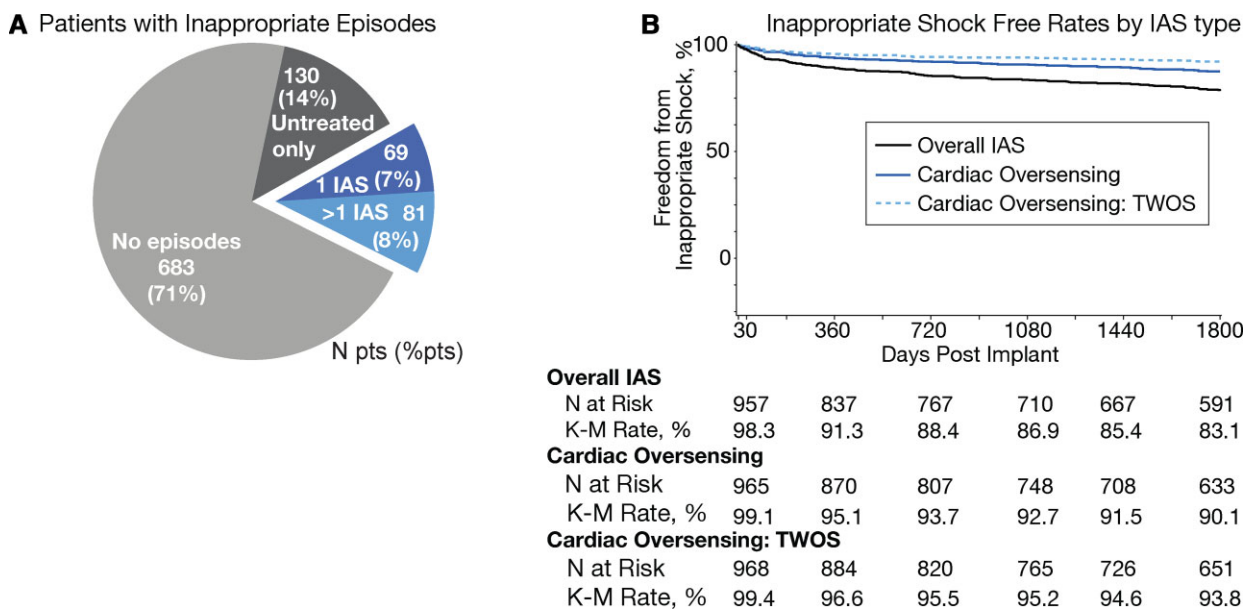 A Patients with Inappropriate Episodes
130
(14%)
Untreated
only
69
1 IAS (7%)
>1 IAS 81
(8%)
No episodes
683
(71%)
N pts (%pts)
B Inappropriate Shock Free Rates by IAS type
Freedom from
Inappropriate Shock, %
100
50
0
Overall IAS
Cardiac Oversensing
Cardiac Oversensing: TWOS
30 360 720 1080 1440 1800
Days Post Implant
Overall IAS
N at Risk 957 837 767 710 667 591
K-M Rate, % 98.3 91.3 88.4 86.9 85.4 83.1
Cardiac Oversensing
N at Risk 965 870 807 748 708 633
K-M Rate, % 99.1 95.1 93.7 92.7 91.5 90.1
Cardiac Oversensing: TWOS
N at Risk 968 884 820 765 726 651
K-M Rate, % 99.4 96.6 95.5 95.2 94.6 93.8